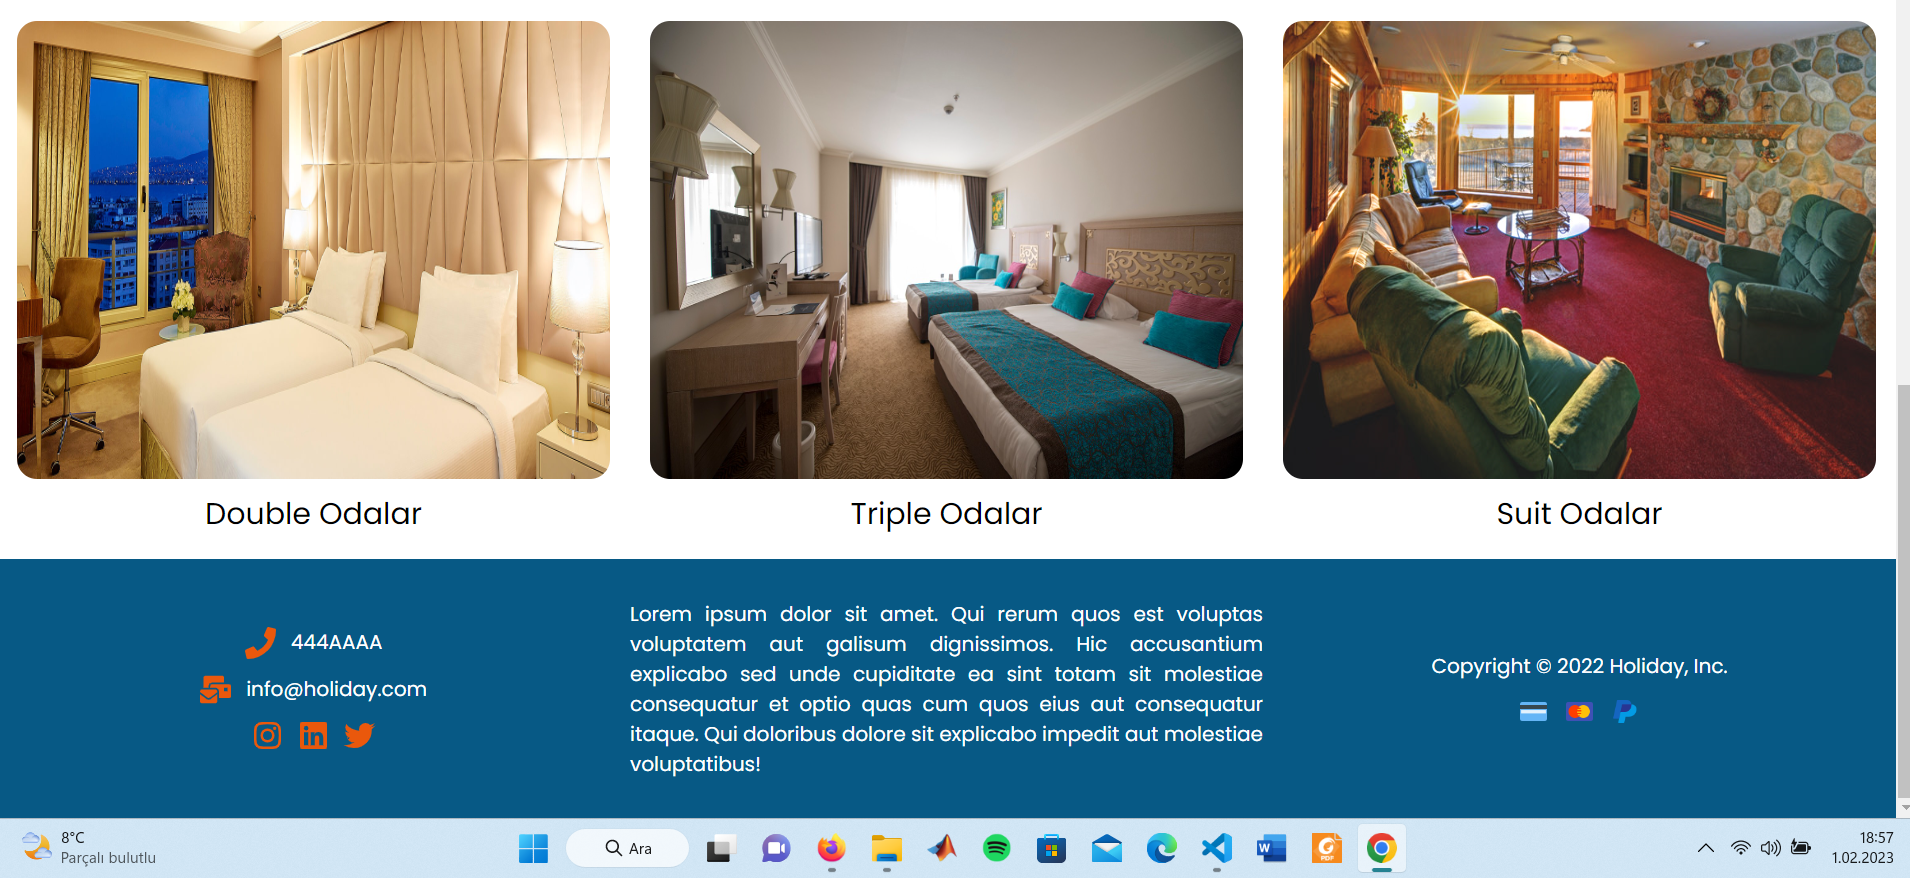 Double Odalar
Triple Odalar
Suit Odalar
444AAAA
info@holiday.com
Lorem ipsum dolor sit amet. Qui rerum quos est voluptas
voluptatem aut galisum dignissimos. Hic accusantium
explicabo sed unde cupiditate ea sint totam sit molestiae
consequatur et optio quas cum quos eius aut consequatur
itaque. Qui doloribus dolore sit explicabo impedit aut molestiae
voluptatibus!
Copyright © 2022 Holiday, Inc.
8°C
Parçalı bulutlu
Ara
W
PDF
18:57
1.02.2023